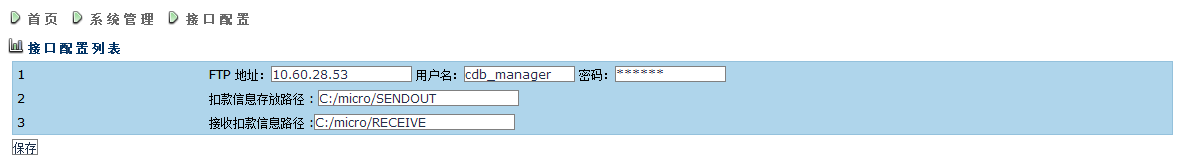 首页 系统管理 接口配置
接口配置列表
1 FTP 地址: 10.60.28.53 用户名: cdb_manager 密码: ******
2 扣款信息存放路径 : C:/micro/SENDOUT
3 接收扣款信息路径 : C:/micro/RECEIVE
保存